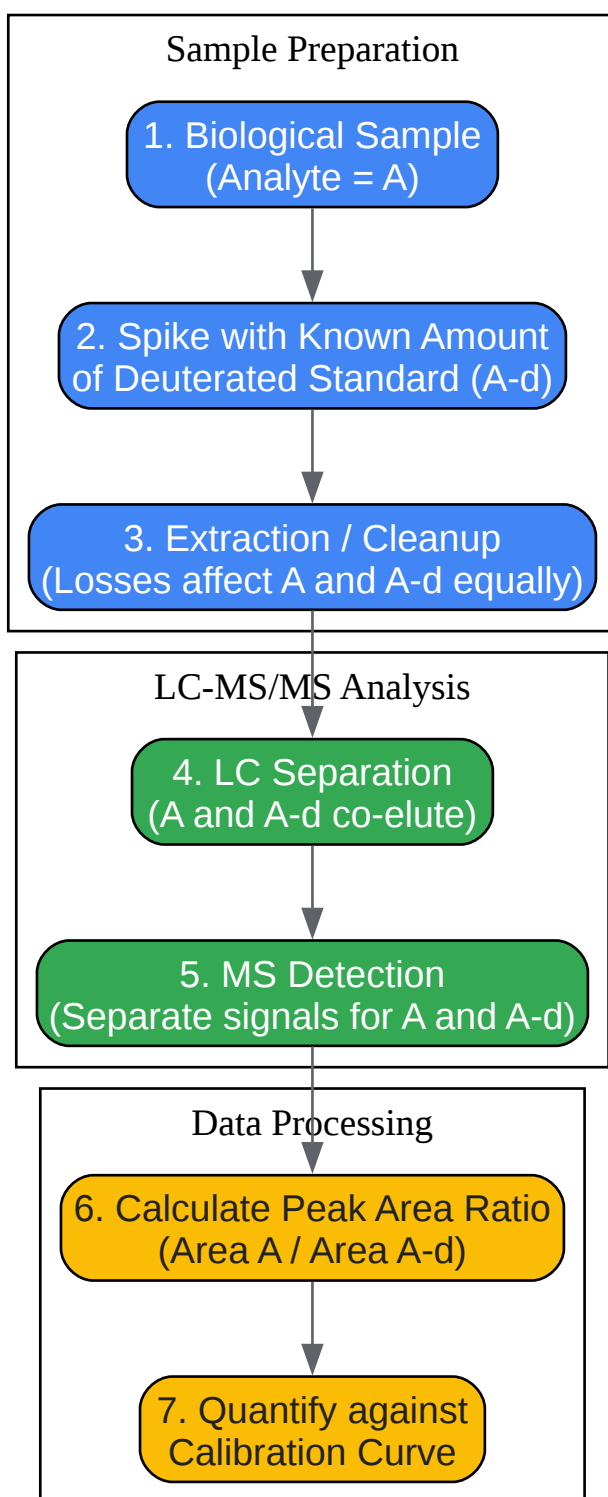 Sample Preparation
1. Biological Sample
(Analyte = A)
2. Spike with Known Amount
of Deuterated Standard (A-d)
3. Extraction / Cleanup
(Losses affect A and A-d equally)
LC-MS/MS Analysis
4. LC Separation
(A and A-d co-elute)
5. MS Detection
(Separate signals for A and A-d)
Data Processing
6. Calculate Peak Area Ratio
(Area A / Area A-d)
7. Quantify against
Calibration Curve